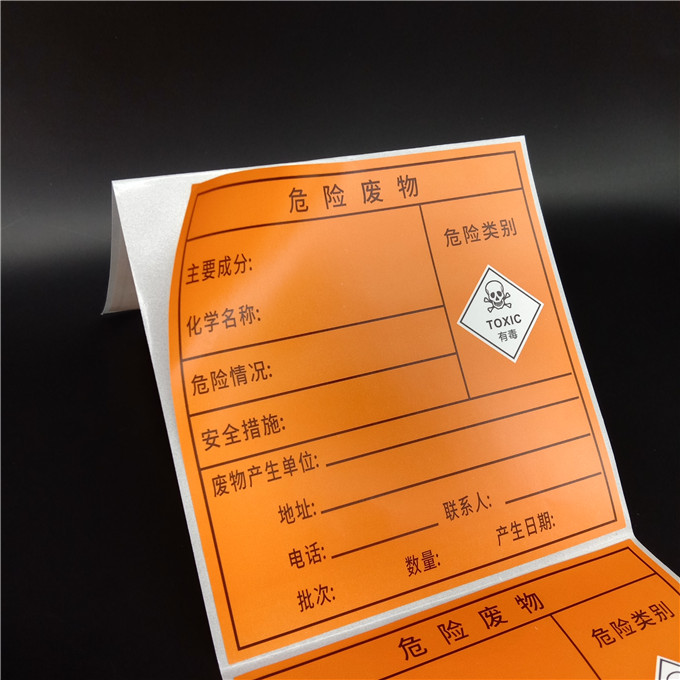 危险废物
危险类别
主要成分:
化学名称:
TOXIC
有毒
危险情况:
安全措施:
废物产生单位:
地址:
联系人:
电话:
产生日期:
批次:
数量:
危险废物
危险类别